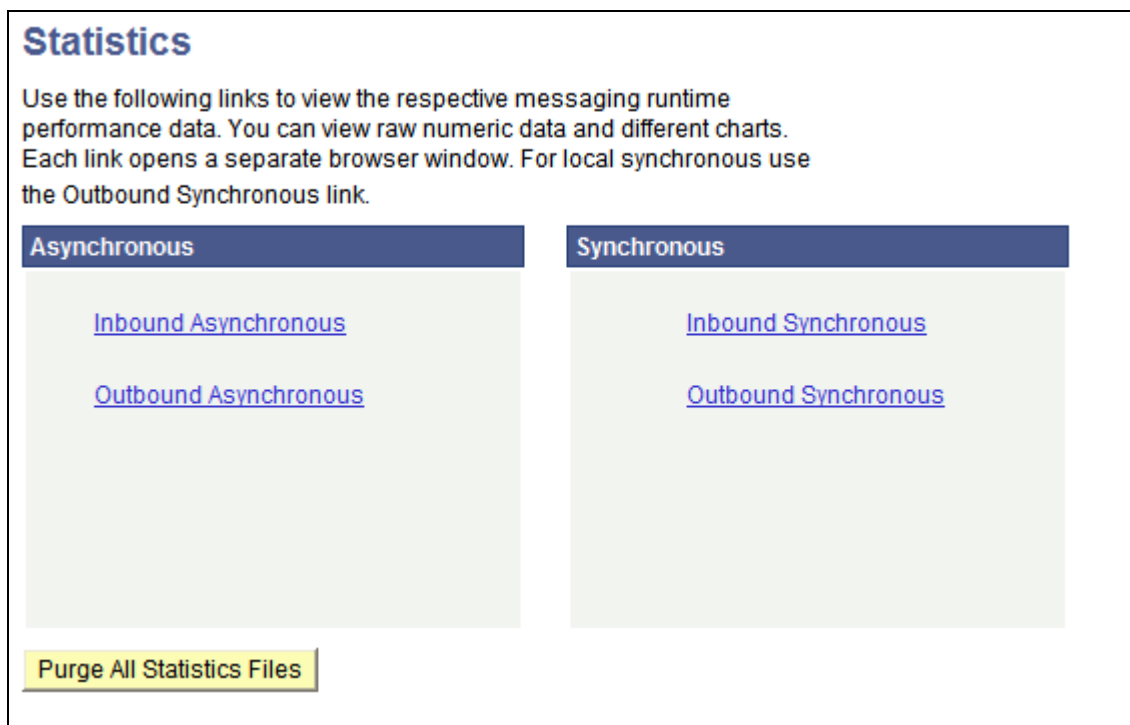 Statistics
Use the following links to view the respective messaging runtime
performance data. You can view raw numeric data and different charts.
Each link opens a separate browser window. For local synchronous use
the Outbound Synchronous link.
Asynchronous
Inbound Asynchronous
Outbound Asynchronous
Synchronous
Inbound Synchronous
Outbound Synchronous
Purge All Statistics Files